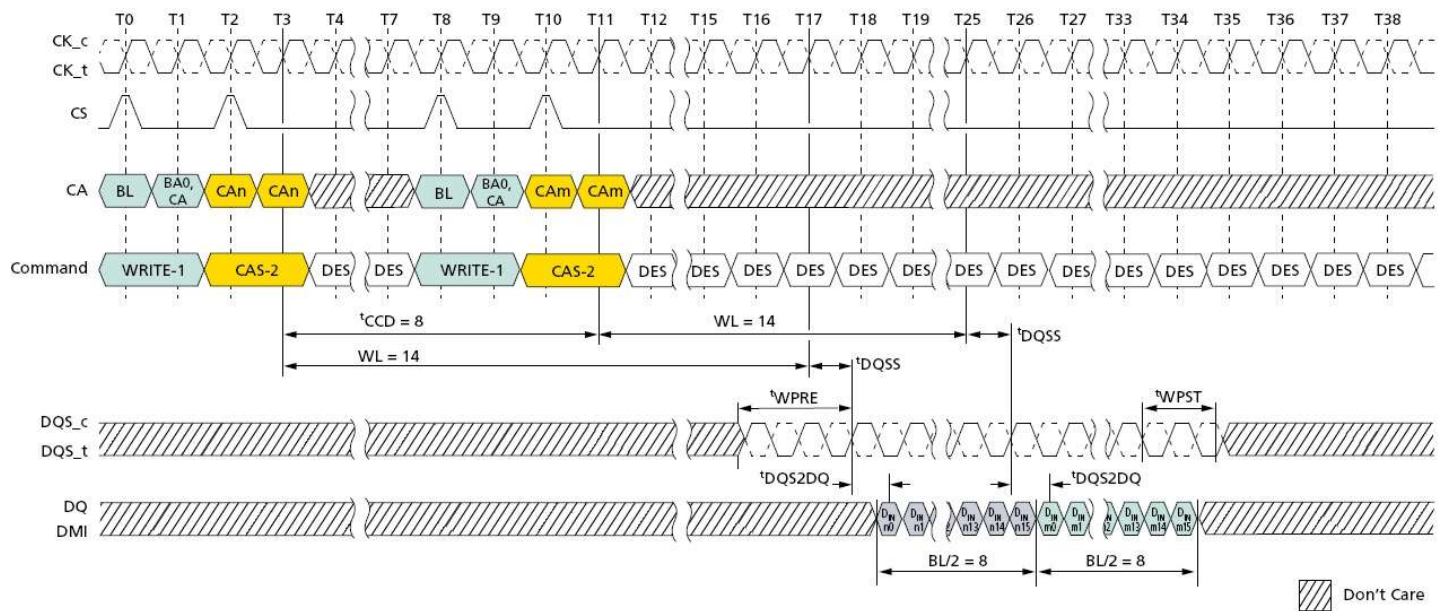 T0 T1 T2 T3 T4 T7 T8 T9 T10 T11 T12 T15 T16 T17 T18 T19 T25 T26 T27 T33 T34 T35 T36 T37 T38
CK_c
CK_t
CS
CA BL BA0, CA CAn CAn BL BA0, CA CAm CAm
Command WRITE-1 CAS-2 DES DES WRITE-1 CAS-2 DES DES DES DES DES DES DES DES DES DES DES DES DES DES DES
tCCD = 8 WL = 14 tDQSS
WL = 14 tDQSS
tWPRE tWPST
DQS_c
DQS_t
tDQS2DQ tDQS2DQ
DQ
DMI
DIN n0 DIN n1 DIN n13 DIN n14 DIN n15 DIN m0 DIN m1 DIN m13 DIN m14 DIN m15
BL/2 = 8 BL/2 = 8
Don't Care